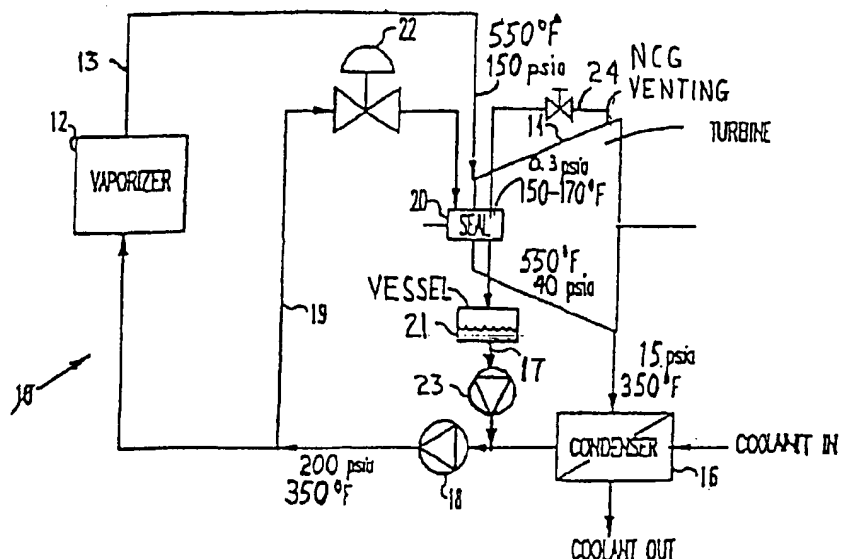 13
22
550°F
150 psia
NCG
24 VENTING
14
TURBINE
12
VAPORIZER
0.3 psia
150-170°F
20
SEAL
550°F
40 psia
VESSEL
21
19
17
23
15 psia
350°F
10
CONDENSER
COOLANT IN
16
200 psia
350°F
18
COOLANT OUT